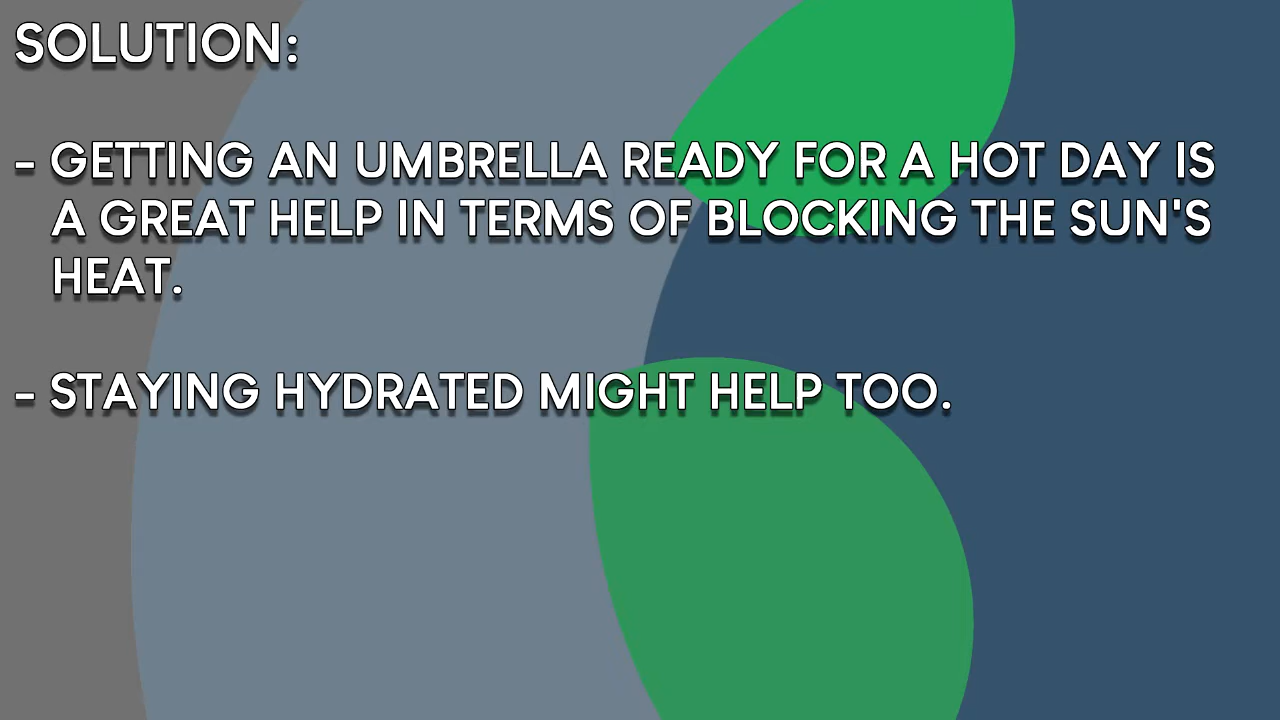 SOLUTION:
- GETTING AN UMBRELLA READY FOR A HOT DAY IS
A GREAT HELP IN TERMS OF BLOCKING THE SUN'S
HEAT.
- STAYING HYDRATED MIGHT HELP TOO.